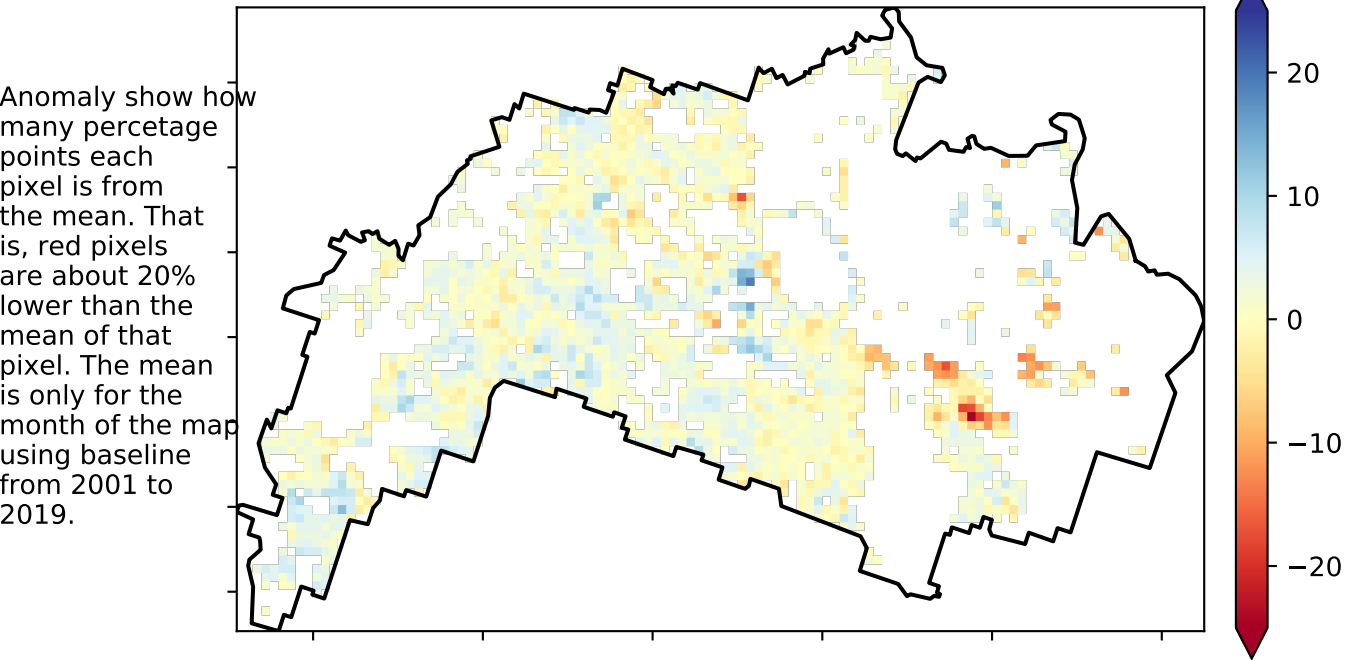 Anomaly show how
many percetage
points each
pixel is from
the mean. That
is, red pixels
are about 20%
lower than the
mean of that
pixel. The mean
is only for the
month of the map
using baseline
from 2001 to
2019.
20
10
0
−10
−20